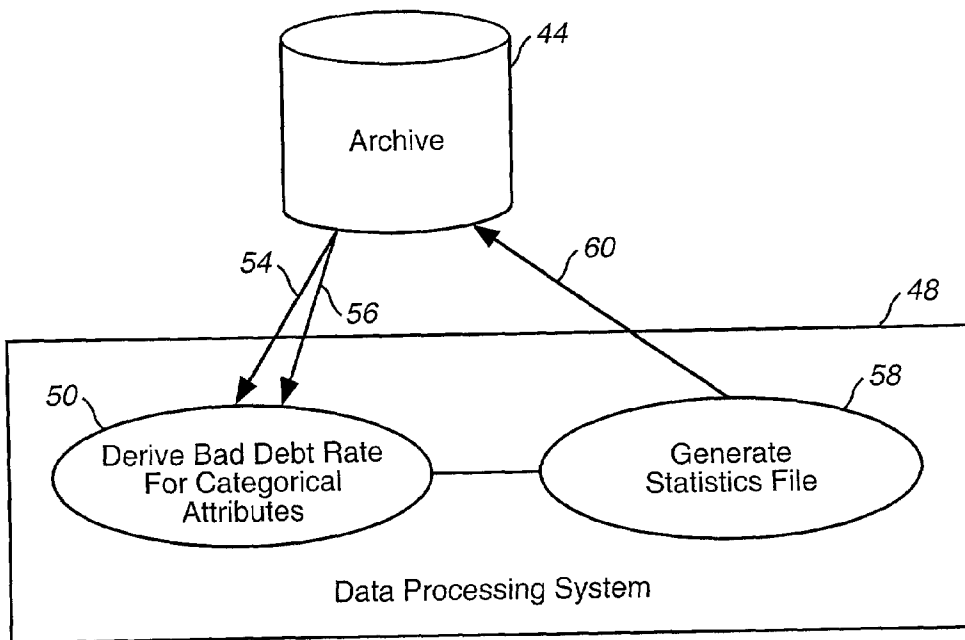 44
Archive
54
56
60
48
50
58
Derive Bad Debt Rate
For Categorical
Attributes
Generate
Statistics File
Data Processing System